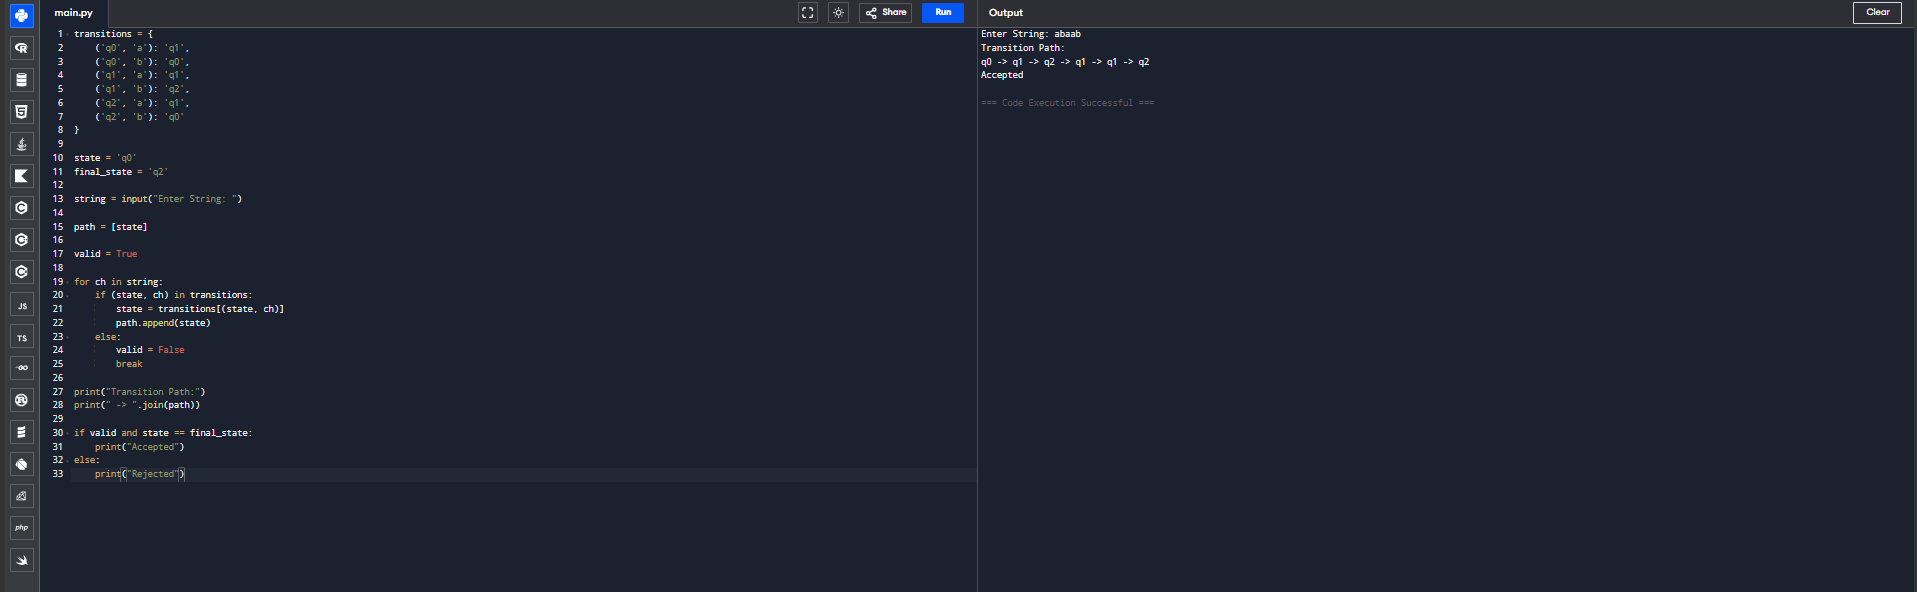 main.py
Share
Run
Output
Clear
1 transitions = {
2     ('q0', 'a'): 'q1',
3     ('q0', 'b'): 'q0',
4     ('q1', 'a'): 'q1',
5     ('q1', 'b'): 'q2',
6     ('q2', 'a'): 'q1',
7     ('q2', 'b'): 'q0'
8 }
9
10 state = 'q0'
11 final_state = 'q2'
12
13 string = input("Enter String: ")
14
15 path = [state]
16
17 valid = True
18
19 for ch in string:
20     if (state, ch) in transitions:
21         state = transitions[(state, ch)]
22         path.append(state)
23     else:
24         valid = False
25         break
26
27 print("Transition Path:")
28 print(" -> ".join(path))
29
30 if valid and state == final_state:
31     print("Accepted")
32 else:
33     print("Rejected")
Enter String: abaab
Transition Path:
q0 -> q1 -> q2 -> q1 -> q1 -> q2
Accepted
=== Code Execution Successful ===
JS
TS
GO
php